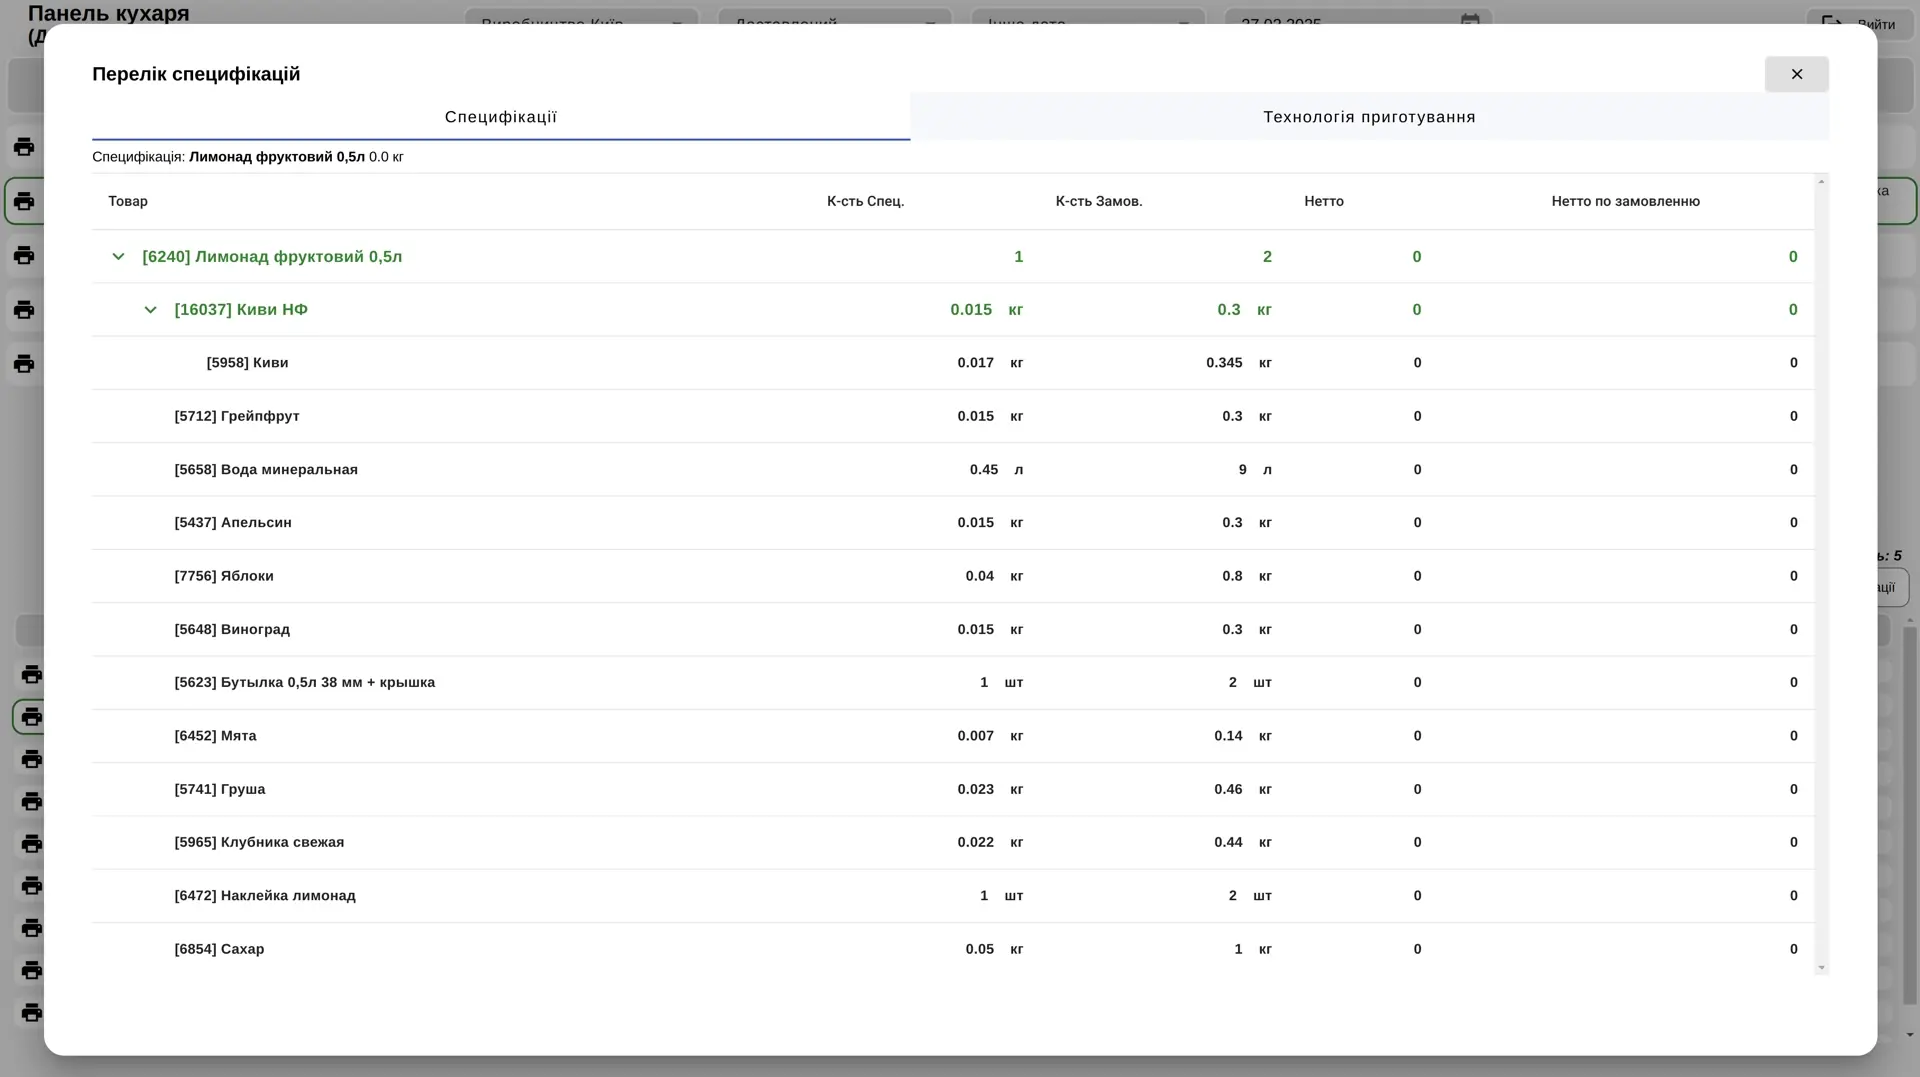 Панель кухаря
Вийти
Перелік специфікацій
Специфікації
Технологія приготування
Специфікація: Лимонад фруктовий 0,5л 0.0 кг
Товар К-сть Спец. К-сть Замов. Нетто Нетто по замовленню
[6240] Лимонад фруктовий 0,5л 1 2 0 0
[16037] Киви НФ 0.015 кг 0.3 кг 0 0
[5958] Киви 0.017 кг 0.345 кг 0 0
[5712] Грейпфрут 0.015 кг 0.3 кг 0 0
[5658] Вода минеральная 0.45 л 9 л 0 0
[5437] Апельсин 0.015 кг 0.3 кг 0 0
[7756] Яблоки 0.04 кг 0.8 кг 0 0
[5648] Виноград 0.015 кг 0.3 кг 0 0
[5623] Бутылка 0,5л 38 мм + крышка 1 шт 2 шт 0 0
[6452] Мята 0.007 кг 0.14 кг 0 0
[5741] Груша 0.023 кг 0.46 кг 0 0
[5965] Клубника свежая 0.022 кг 0.44 кг 0 0
[6472] Наклейка лимонад 1 шт 2 шт 0 0
[6854] Сахар 0.05 кг 1 кг 0 0